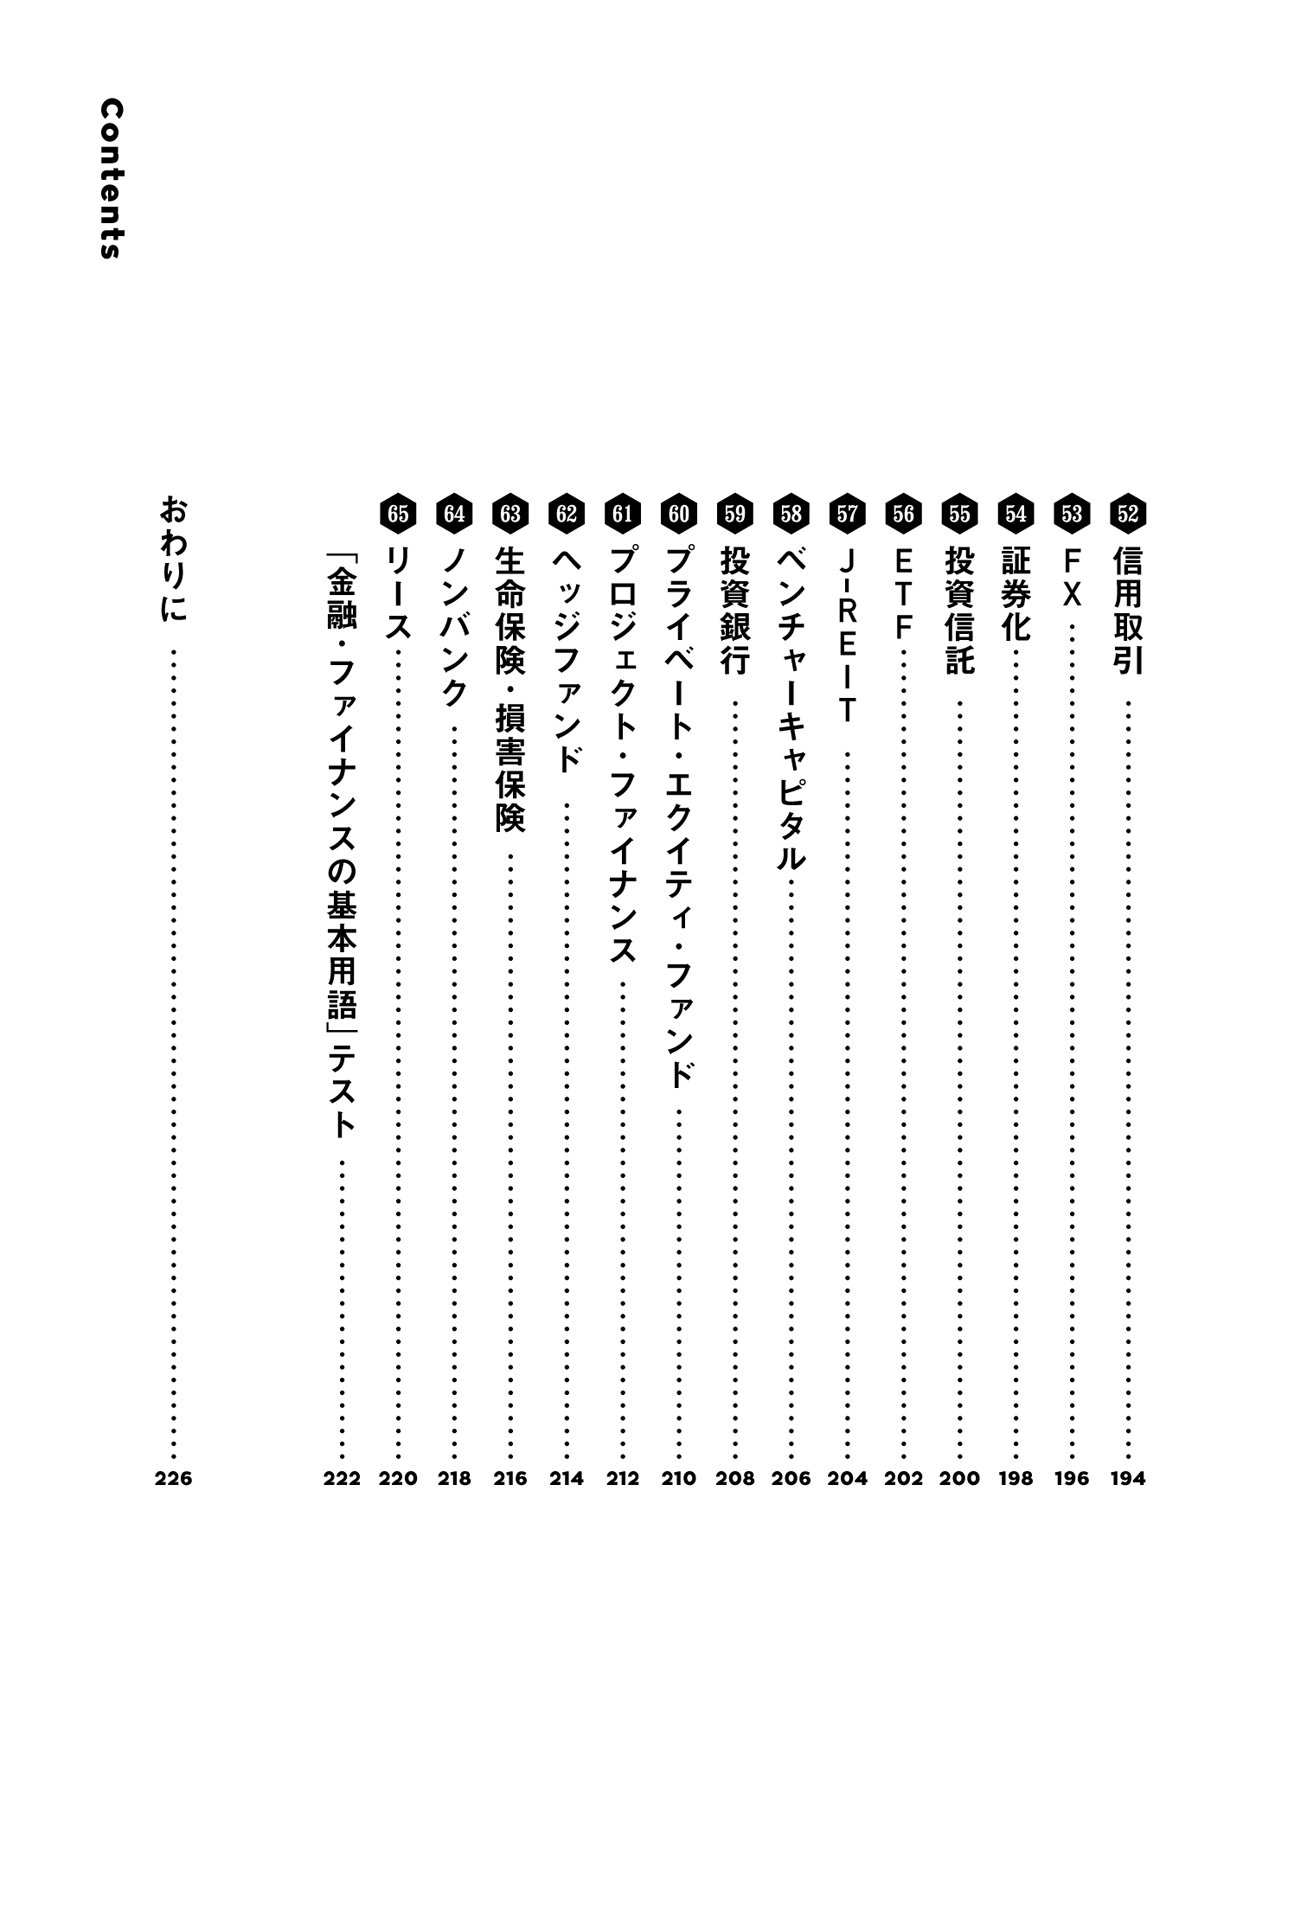 52 信用取引 194
53 FX 196
54 証券化 198
55 投資信託 200
56 ETF 202
57 J-REIT 204
58 ベンチャーキャピタル 206
59 投資銀行 208
60 プライベート・エクイティ・ファンド 210
61 プロジェクト・ファイナンス 212
62 ヘッジファンド 214
63 生命保険・損害保険 216
64 ノンバンク 218
65 リース 220
「金融・ファイナンスの基本用語」テスト 222
おわりに 226
Contents